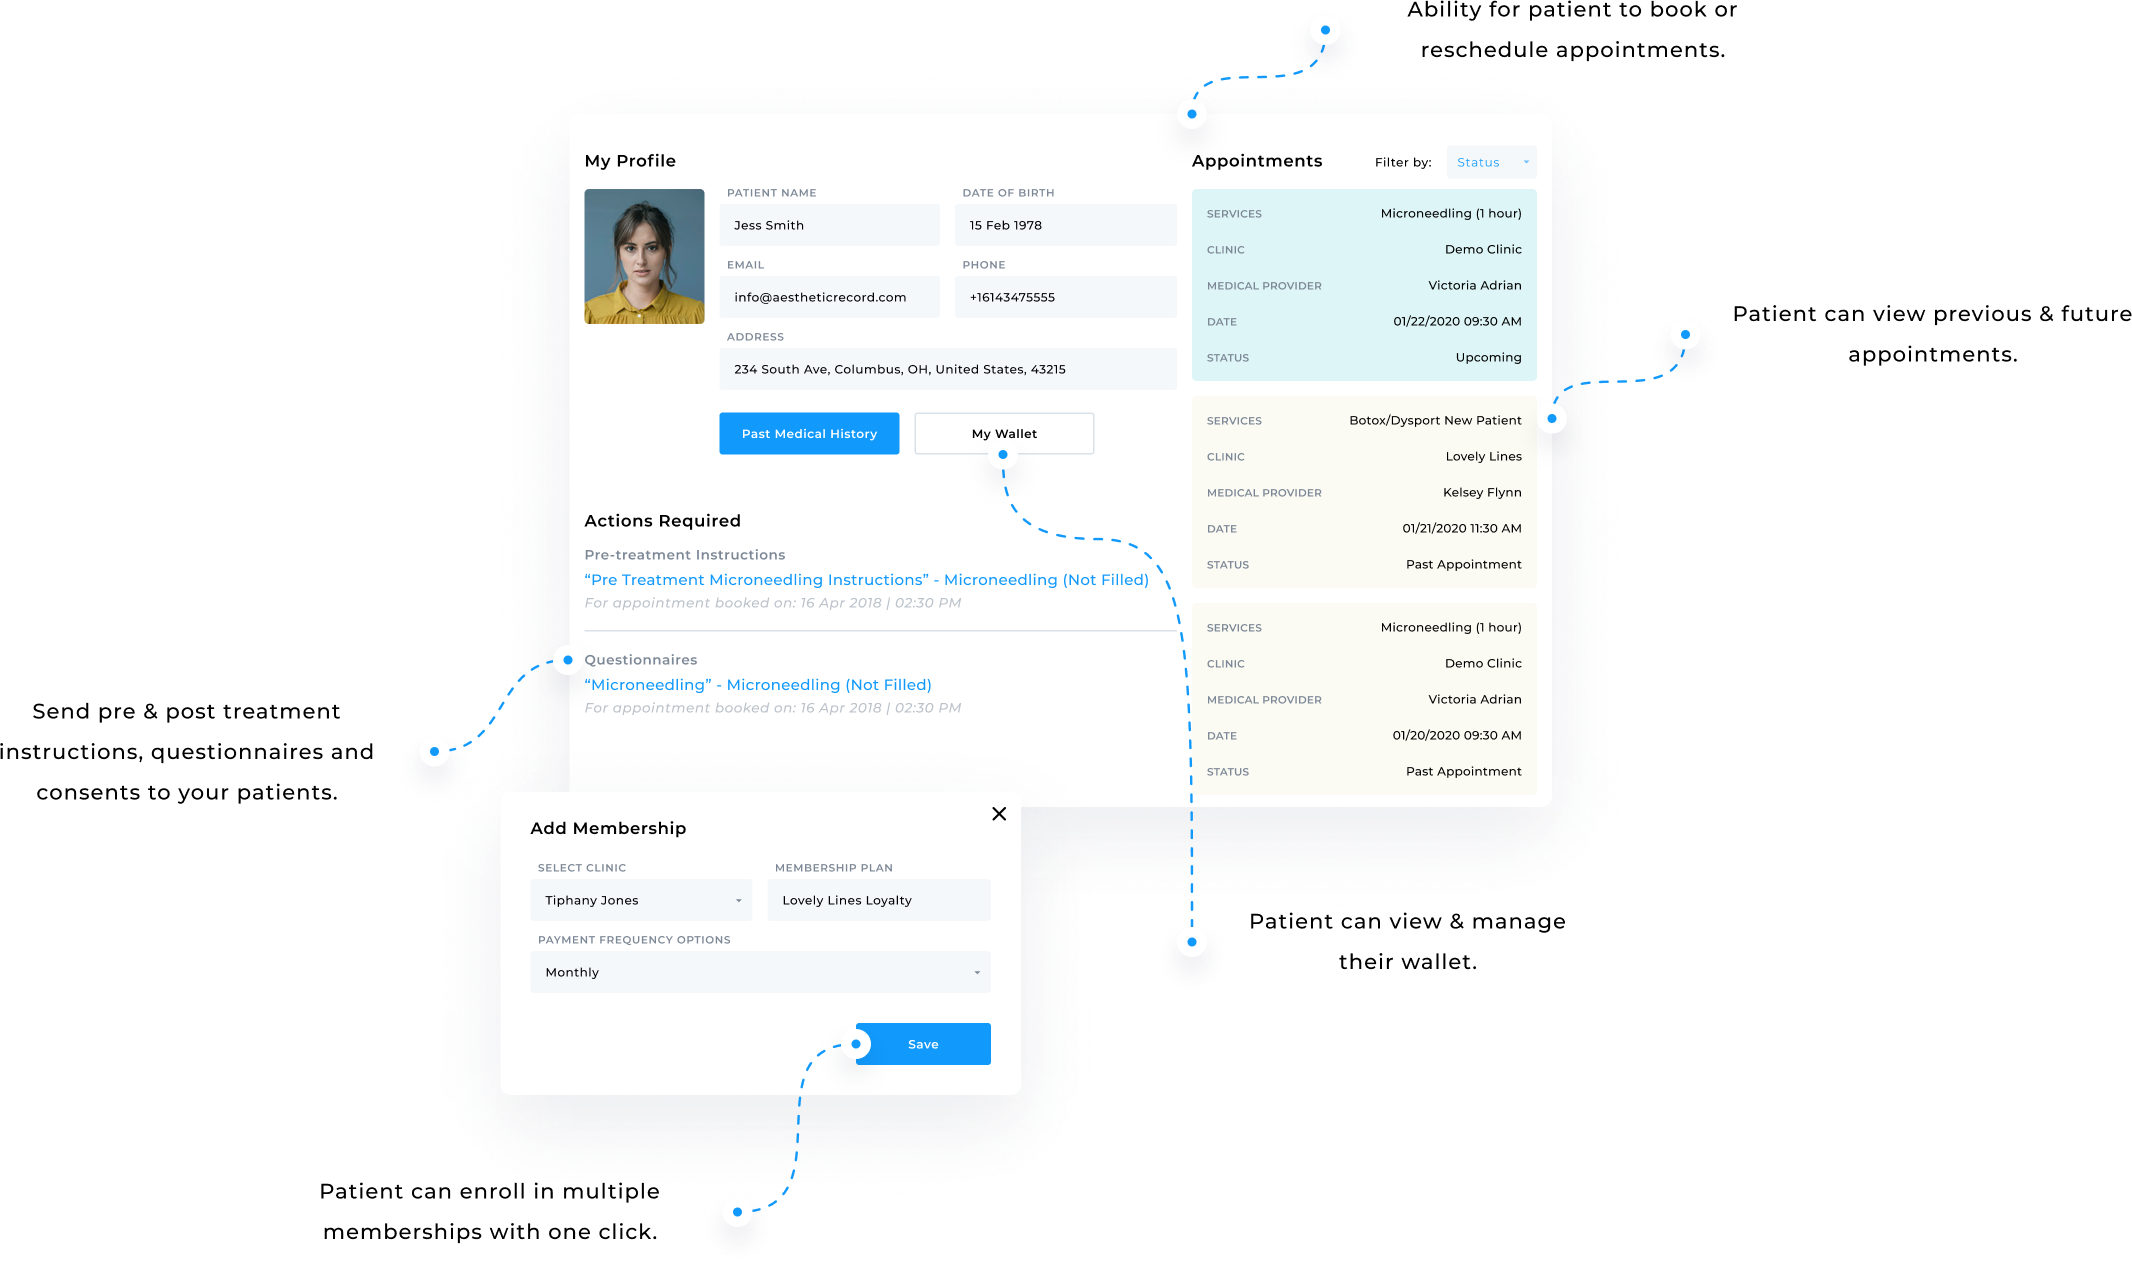 Ability for patient to book or
reschedule appointments.
My Profile
PATIENT NAME
Jess Smith
DATE OF BIRTH
15 Feb 1978
EMAIL
info@aestheticrecord.com
PHONE
+16143475555
ADDRESS
234 South Ave, Columbus, OH, United States, 43215
Past Medical History
My Wallet
Appointments
Filter by:
Status
SERVICES Microneedling (1 hour)
CLINIC Demo Clinic
MEDICAL PROVIDER Victoria Adrian
DATE 01/22/2020 09:30 AM
STATUS Upcoming
SERVICES Botox/Dysport New Patient
CLINIC Lovely Lines
MEDICAL PROVIDER Kelsey Flynn
DATE 01/21/2020 11:30 AM
STATUS Past Appointment
SERVICES Microneedling (1 hour)
CLINIC Demo Clinic
MEDICAL PROVIDER Victoria Adrian
DATE 01/20/2020 09:30 AM
STATUS Past Appointment
Patient can view previous & future
appointments.
Actions Required
Pre-treatment Instructions
“Pre Treatment Microneedling Instructions” - Microneedling (Not Filled)
For appointment booked on: 16 Apr 2018 | 02:30 PM
Questionnaires
“Microneedling” - Microneedling (Not Filled)
For appointment booked on: 16 Apr 2018 | 02:30 PM
Send pre & post treatment
instructions, questionnaires and
consents to your patients.
Add Membership
SELECT CLINIC
Tiphany Jones
MEMBERSHIP PLAN
Lovely Lines Loyalty
PAYMENT FREQUENCY OPTIONS
Monthly
Save
Patient can view & manage
their wallet.
Patient can enroll in multiple
memberships with one click.